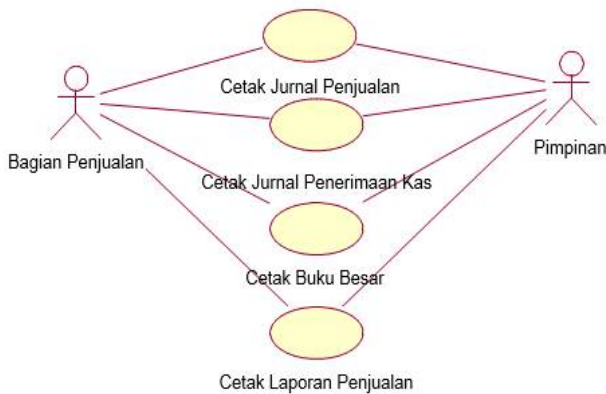 Cetak Jurnal Penjualan
Bagian Penjualan
Pimpinan
Cetak Jurnal Penerimaan Kas
Cetak Buku Besar
Cetak Laporan Penjualan